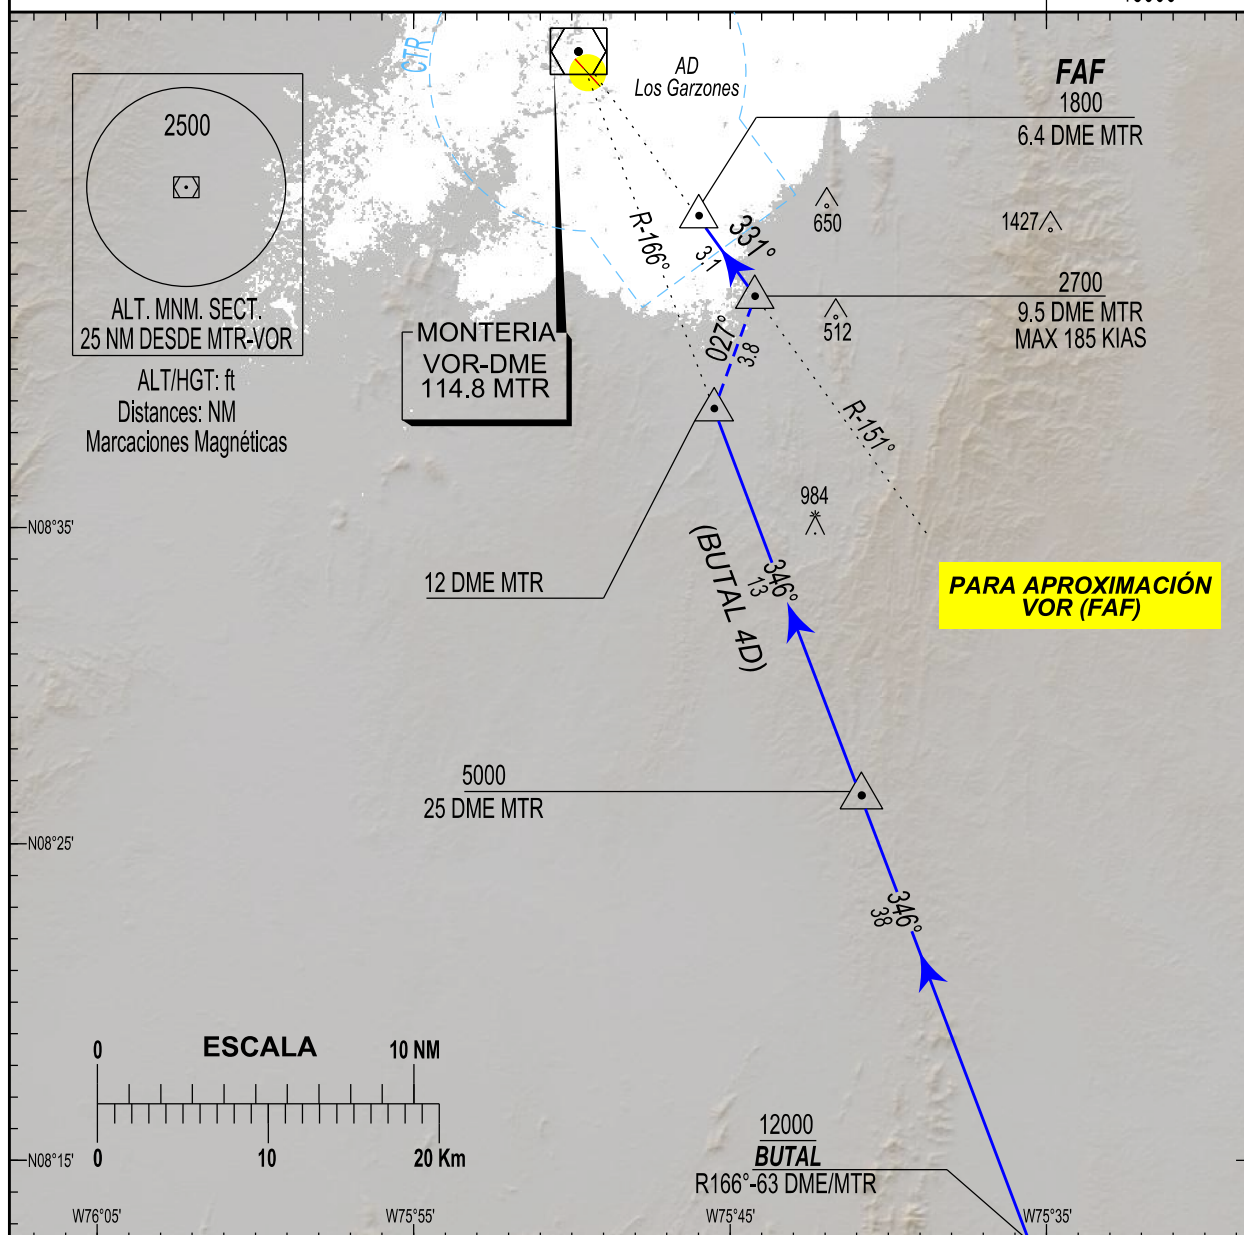 CTR
AD
Los Garzones
FAF
1800
6.4 DME MTR
2500
ALT. MNM. SECT.
25 NM DESDE MTR-VOR
ALT/HGT: ft
Distances: NM
Marcaciones Magnéticas
R-166°
331°
3.1
650
1427
2700
9.5 DME MTR
MAX 185 KIAS
512
MONTERIA
VOR-DME
114.8 MTR
027°
3.8
R-151°
984
N08°35'
(BUTAL 4D)
346°
13
12 DME MTR
PARA APROXIMACIÓN
VOR (FAF)
5000
25 DME MTR
N08°25'
346°
38
0 ESCALA 10 NM
0 10 20 Km
12000
BUTAL
R166°-63 DME/MTR
N08°15'
W76°05' W75°55' W75°45' W75°35'